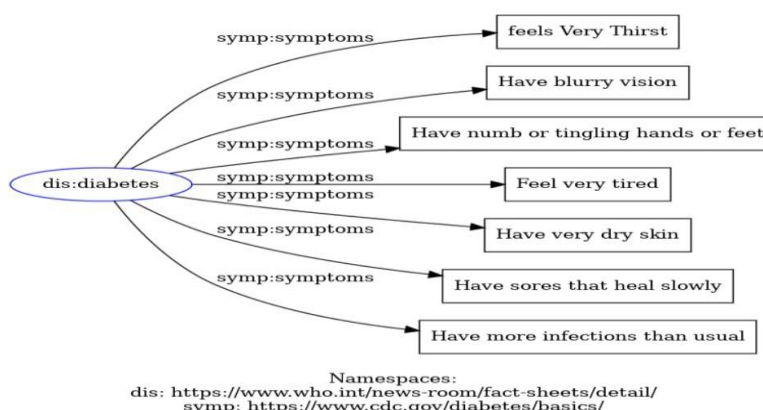 symp:symptoms
feels Very Thirst
symp:symptoms
Have blurry vision
symp:symptoms
Have numb or tingling hands or feet
dis:diabetes
symp:symptoms
Feel very tired
symp:symptoms
Have very dry skin
symp:symptoms
Have sores that heal slowly
symp:symptoms
Have more infections than usual
Namespaces:
dis: https://www.who.int/news-room/fact-sheets/detail/
symp: https://www.cdc.gov/diabetes/basics/